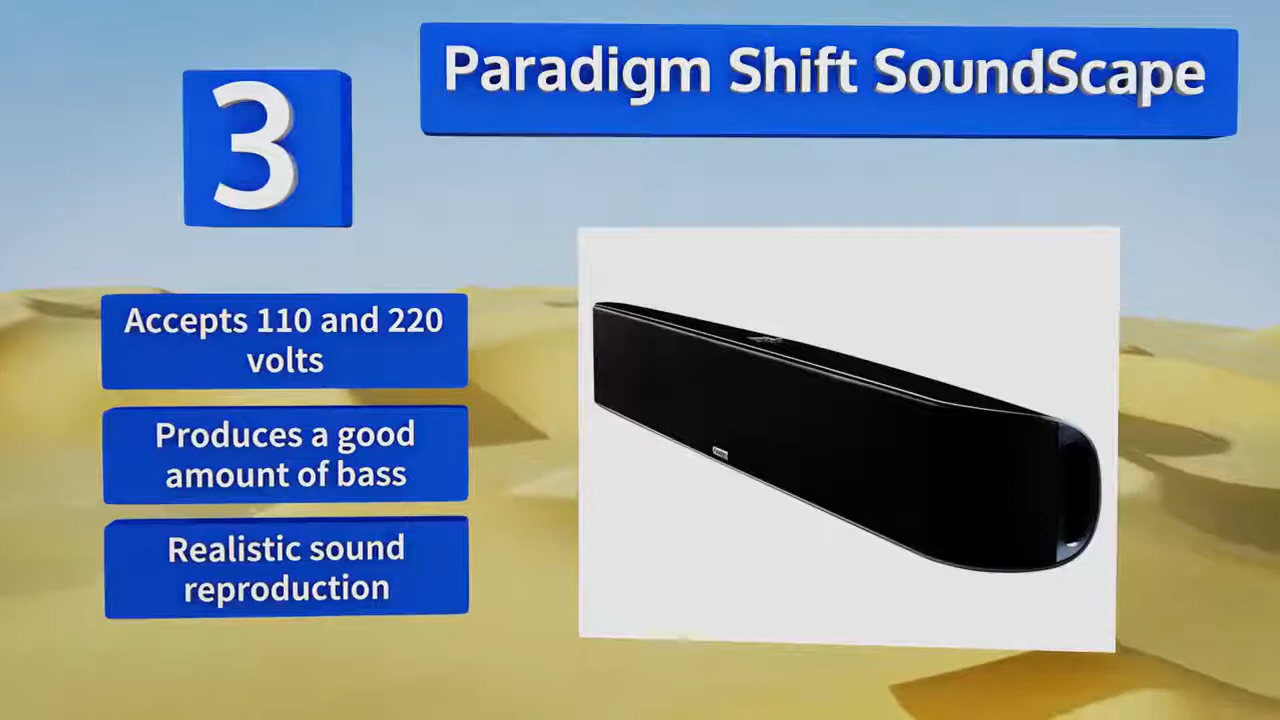 3
Paradigm Shift SoundScape
Accepts 110 and 220
volts
Produces a good
amount of bass
Realistic sound
reproduction